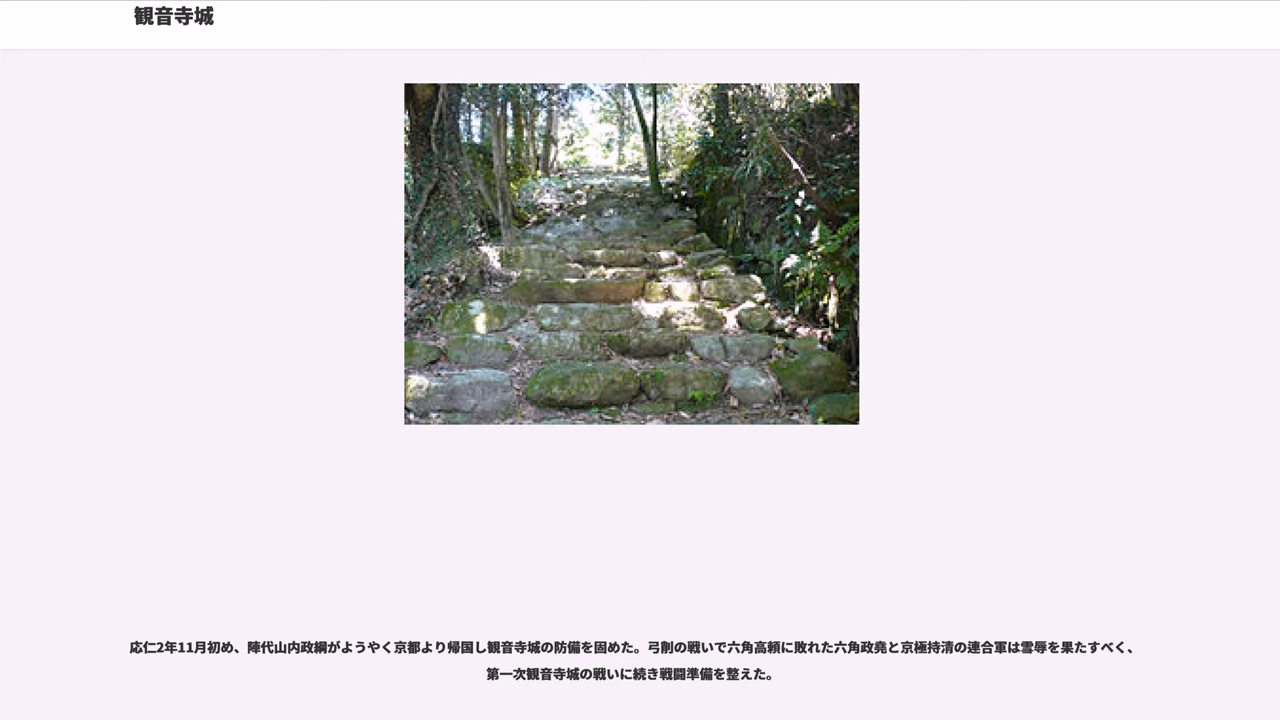 観音寺城
応仁2年11月初め、陣代山内政綱がようやく京都より帰国し観音寺城の防備を固めた。弓削の戦いで六角高頼に敗れた六角政堯と京極持清の連合軍は雪辱を果たすべく、
第一次観音寺城の戦いに続き戦闘準備を整えた。